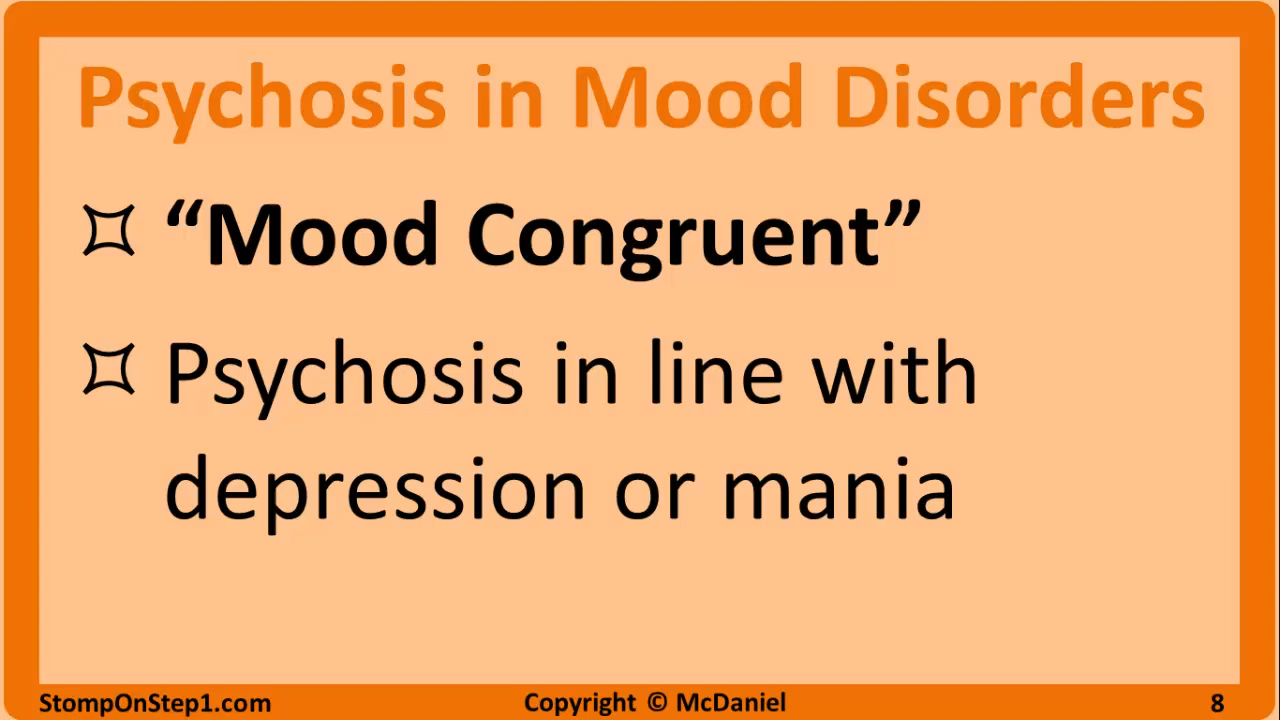 Psychosis in Mood Disorders
“Mood Congruent”
Psychosis in line with
depression or mania
StompOnStep1.com
Copyright © McDaniel
8